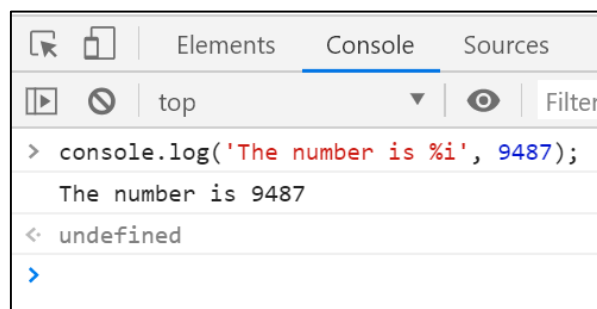 Elements Console Sources
top Filter
> console.log('The number is %i', 9487);
The number is 9487
undefined
>